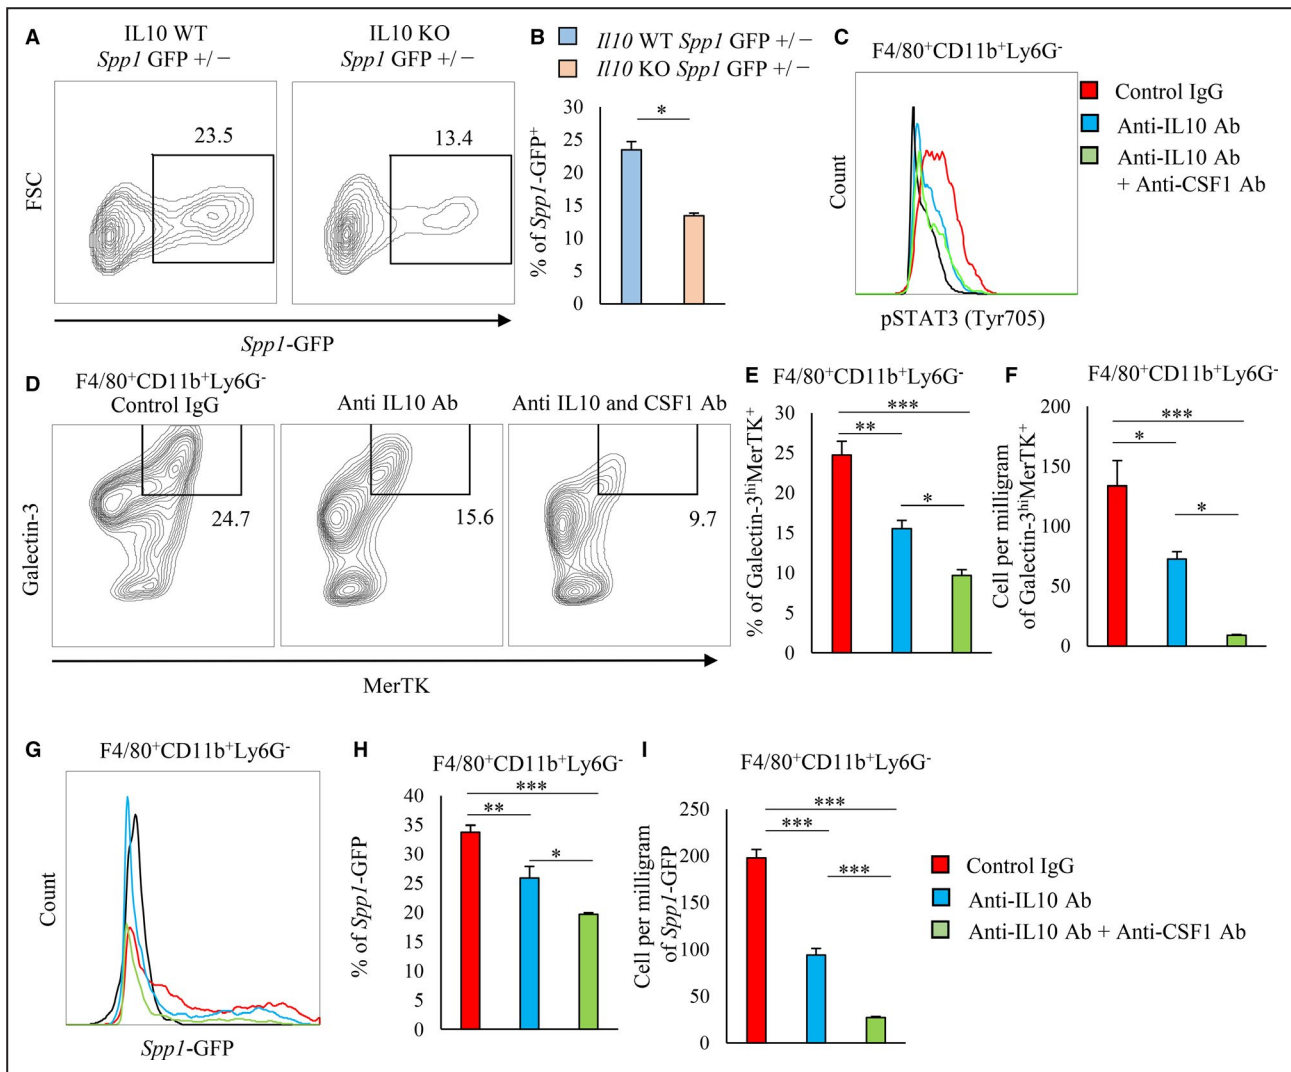 A
IL10 WT
Spp1 GFP +/−
IL10 KO
Spp1 GFP +/−
23.5
13.4
FSC
Spp1-GFP
B
Il10 WT Spp1 GFP +/−
Il10 KO Spp1 GFP +/−
% of Spp1-GFP⁺
30
25
20
15
10
5
0
*
C
F4/80⁺CD11b⁺Ly6G⁻
Count
pSTAT3 (Tyr705)
Control IgG
Anti-IL10 Ab
Anti-IL10 Ab
+ Anti-CSF1 Ab
D
F4/80⁺CD11b⁺Ly6G⁻
Control IgG
Anti IL10 Ab
Anti IL10 and CSF1 Ab
24.7
15.6
9.7
Galectin-3
MerTK
E
F4/80⁺CD11b⁺Ly6G⁻
% of Galectin-3ʰⁱMerTK⁺
30
25
20
15
10
5
0
***
**
*
F
F4/80⁺CD11b⁺Ly6G⁻
Cell per milligram
of Galectin-3ʰⁱMerTK⁺
200
150
100
50
0
***
*
*
G
F4/80⁺CD11b⁺Ly6G⁻
Count
Spp1-GFP
H
F4/80⁺CD11b⁺Ly6G⁻
% of Spp1-GFP
40
35
30
25
20
15
10
5
0
***
**
*
I
F4/80⁺CD11b⁺Ly6G⁻
Cell per milligram
of Spp1-GFP
250
200
150
100
50
0
***
***
***
Control IgG
Anti-IL10 Ab
Anti-IL10 Ab + Anti-CSF1 Ab